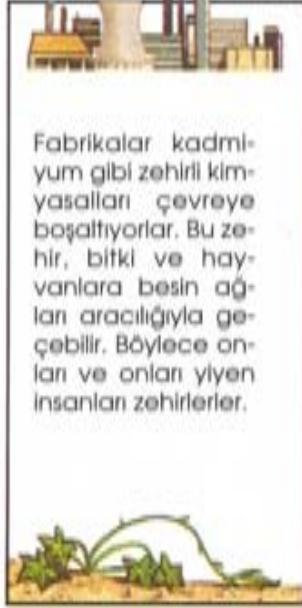 Fabrikalar kadmi-
yum gibi zehirli kim-
yasalları çevreye
boşaltıyorlar. Bu ze-
hir, bitki ve hay-
vanlara besin ağ-
ları aracılığıyla ge-
çebilir. Böylece on-
ları ve onları yiyen
insanları zehirlerler.